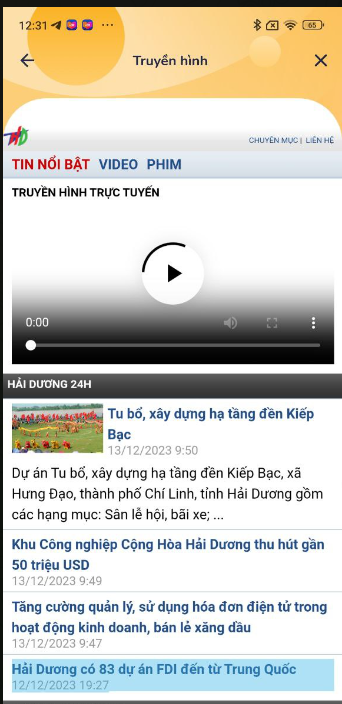 12:31
65
Truyền hình
THD
CHUYÊN MỤC | LIÊN HỆ
TIN NỔI BẬT VIDEO PHIM
TRUYỀN HÌNH TRỰC TUYẾN
0:00
HẢI DƯƠNG 24H
Tu bổ, xây dựng hạ tầng đền Kiếp
Bạc
13/12/2023 9:50
Dự án Tu bổ, xây dựng hạ tầng đền Kiếp Bạc, xã
Hưng Đạo, thành phố Chí Linh, tỉnh Hải Dương gồm
các hạng mục: Sân lễ hội, bãi xe; ...
Khu Công nghiệp Cộng Hòa Hải Dương thu hút gần
50 triệu USD
13/12/2023 9:49
Tăng cường quản lý, sử dụng hóa đơn điện tử trong
hoạt động kinh doanh, bán lẻ xăng dầu
13/12/2023 9:47
Hải Dương có 83 dự án FDI đến từ Trung Quốc
12/12/2023 19:27